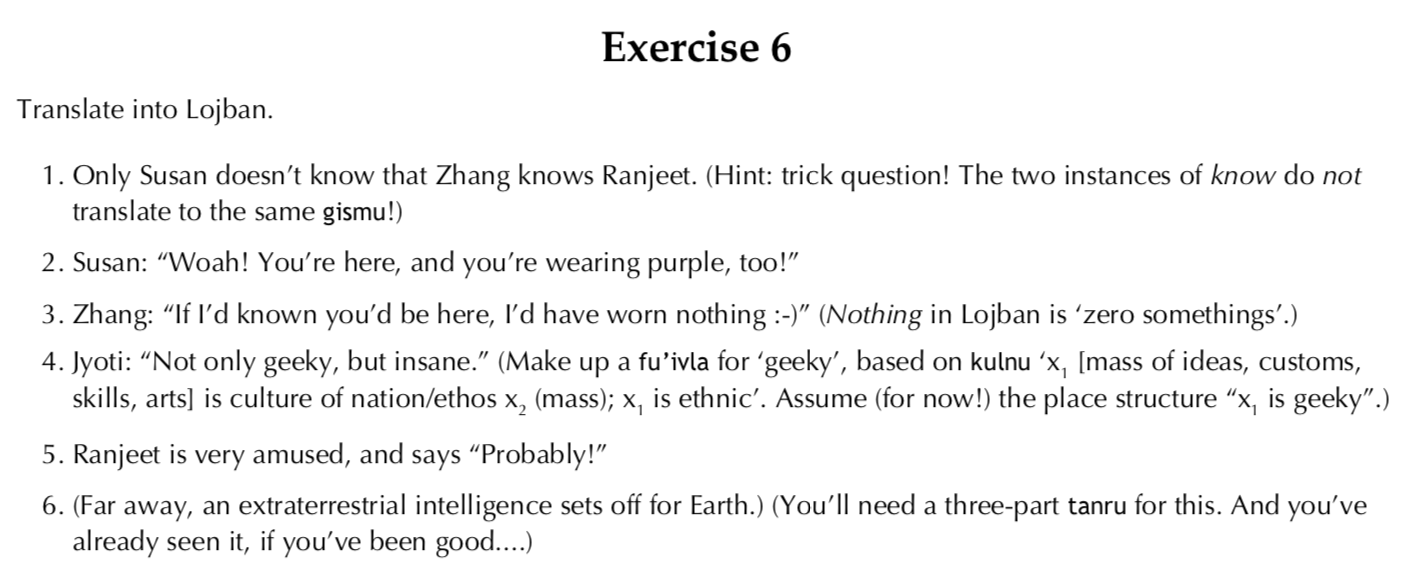 Exercise 6
Translate into Lojban.
1. Only Susan doesn’t know that Zhang knows Ranjeet. (Hint: trick question! The two instances of know do not
translate to the same gismu!)
2. Susan: “Woah! You’re here, and you’re wearing purple, too!”
3. Zhang: “If I’d known you’d be here, I’d have worn nothing :-)” (Nothing in Lojban is ‘zero somethings’.)
4. Jyoti: “Not only geeky, but insane.” (Make up a fu’ivla for ‘geeky’, based on kulnu ‘x₁ [mass of ideas, customs,
skills, arts] is culture of nation/ethos x₂ (mass); x₁ is ethnic’. Assume (for now!) the place structure “x₁ is geeky”.)
5. Ranjeet is very amused, and says “Probably!”
6. (Far away, an extraterrestrial intelligence sets off for Earth.) (You’ll need a three-part tanru for this. And you’ve
already seen it, if you’ve been good....)